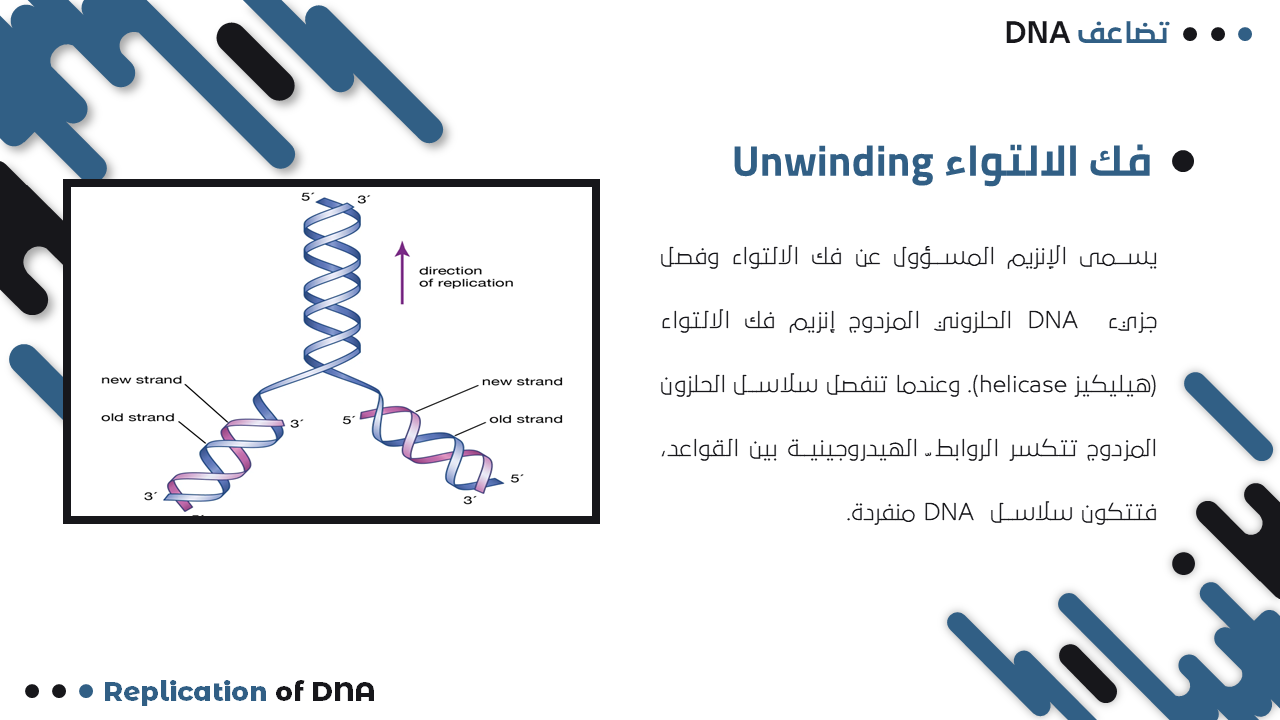 تضاعف DNA
فك الالتواء Unwinding
يسمى الإنزيم المسؤول عن فك الالتواء وفصل
جزيء DNA الحلزوني المزدوج إنزيم فك الالتواء
(هيليكيز helicase). وعندما تنفصل سلاسل الحلزون
المزدوج تتكسر الروابط الهيدروجينية بين القواعد،
فتتكون سلاسل DNA منفردة.
5´ 3´
direction
of replication
new strand
old strand
3´
3´
new strand
old strand
5´
5´
3´
Replication of DNA